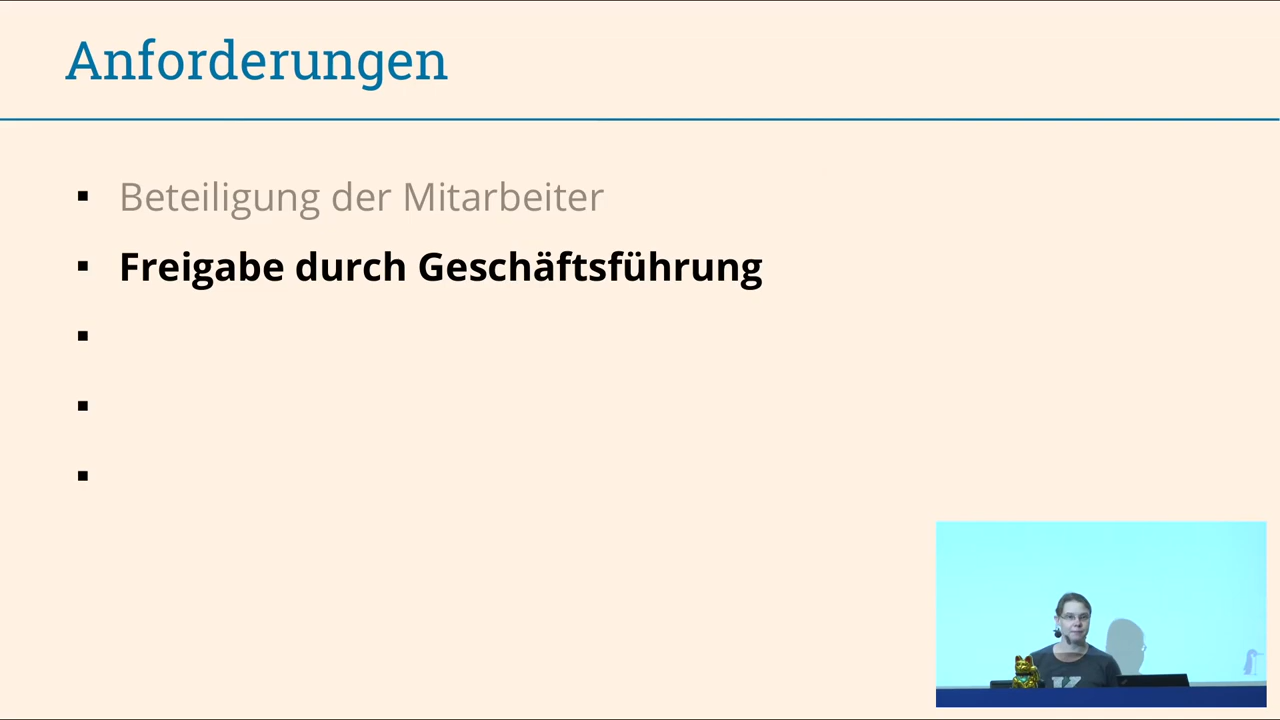 Anforderungen
Beteiligung der Mitarbeiter
Freigabe durch Geschäftsführung